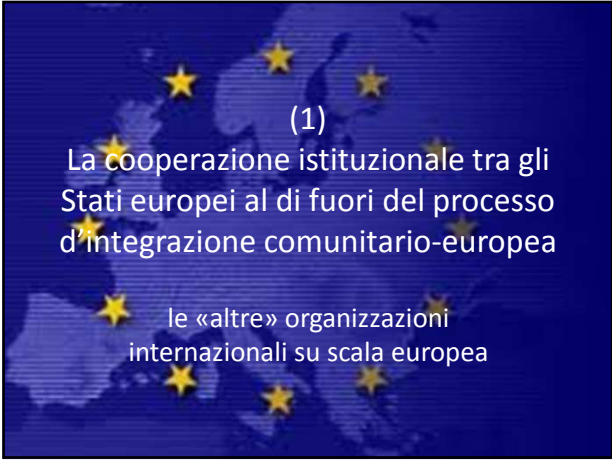 (1)
La cooperazione istituzionale tra gli
Stati europei al di fuori del processo
d’integrazione comunitario-europea
le «altre» organizzazioni
internazionali su scala europea